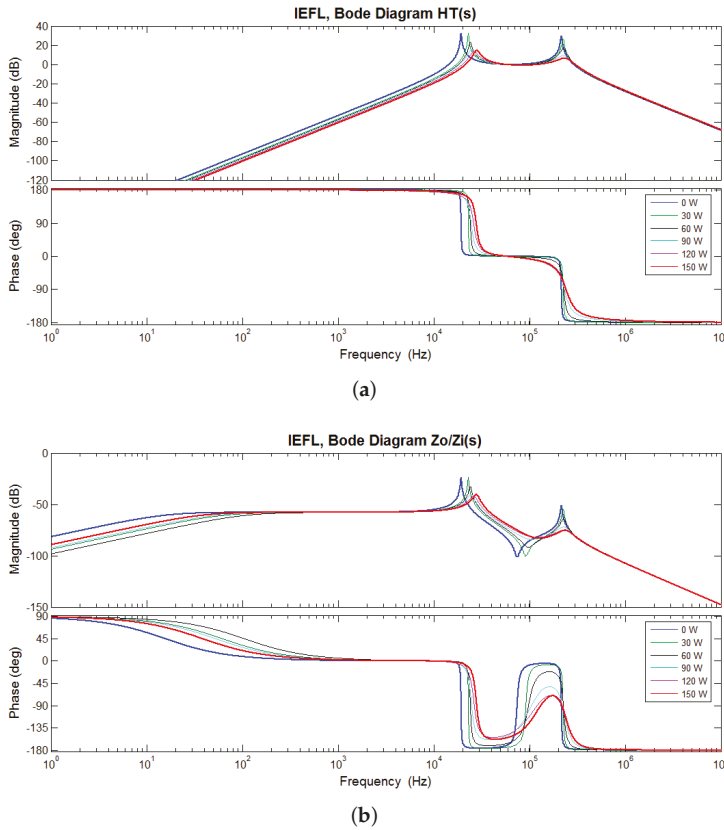 IEFL, Bode Diagram HT(s)
Magnitude (dB)
40
20
0
-20
-40
-60
-80
-100
-120
Phase (deg)
180
90
0
-90
-180
0 W
30 W
60 W
90 W
120 W
150 W
10^0 10^1 10^2 10^3 10^4 10^5 10^6 10
Frequency (Hz)
(a)
IEFL, Bode Diagram Zo/Zi(s)
Magnitude (dB)
0
-50
-100
-150
Phase (deg)
90
45
0
-45
-90
-135
-180
0 W
30 W
60 W
90 W
120 W
150 W
10^0 10^1 10^2 10^3 10^4 10^5 10^6 10
Frequency (Hz)
(b)